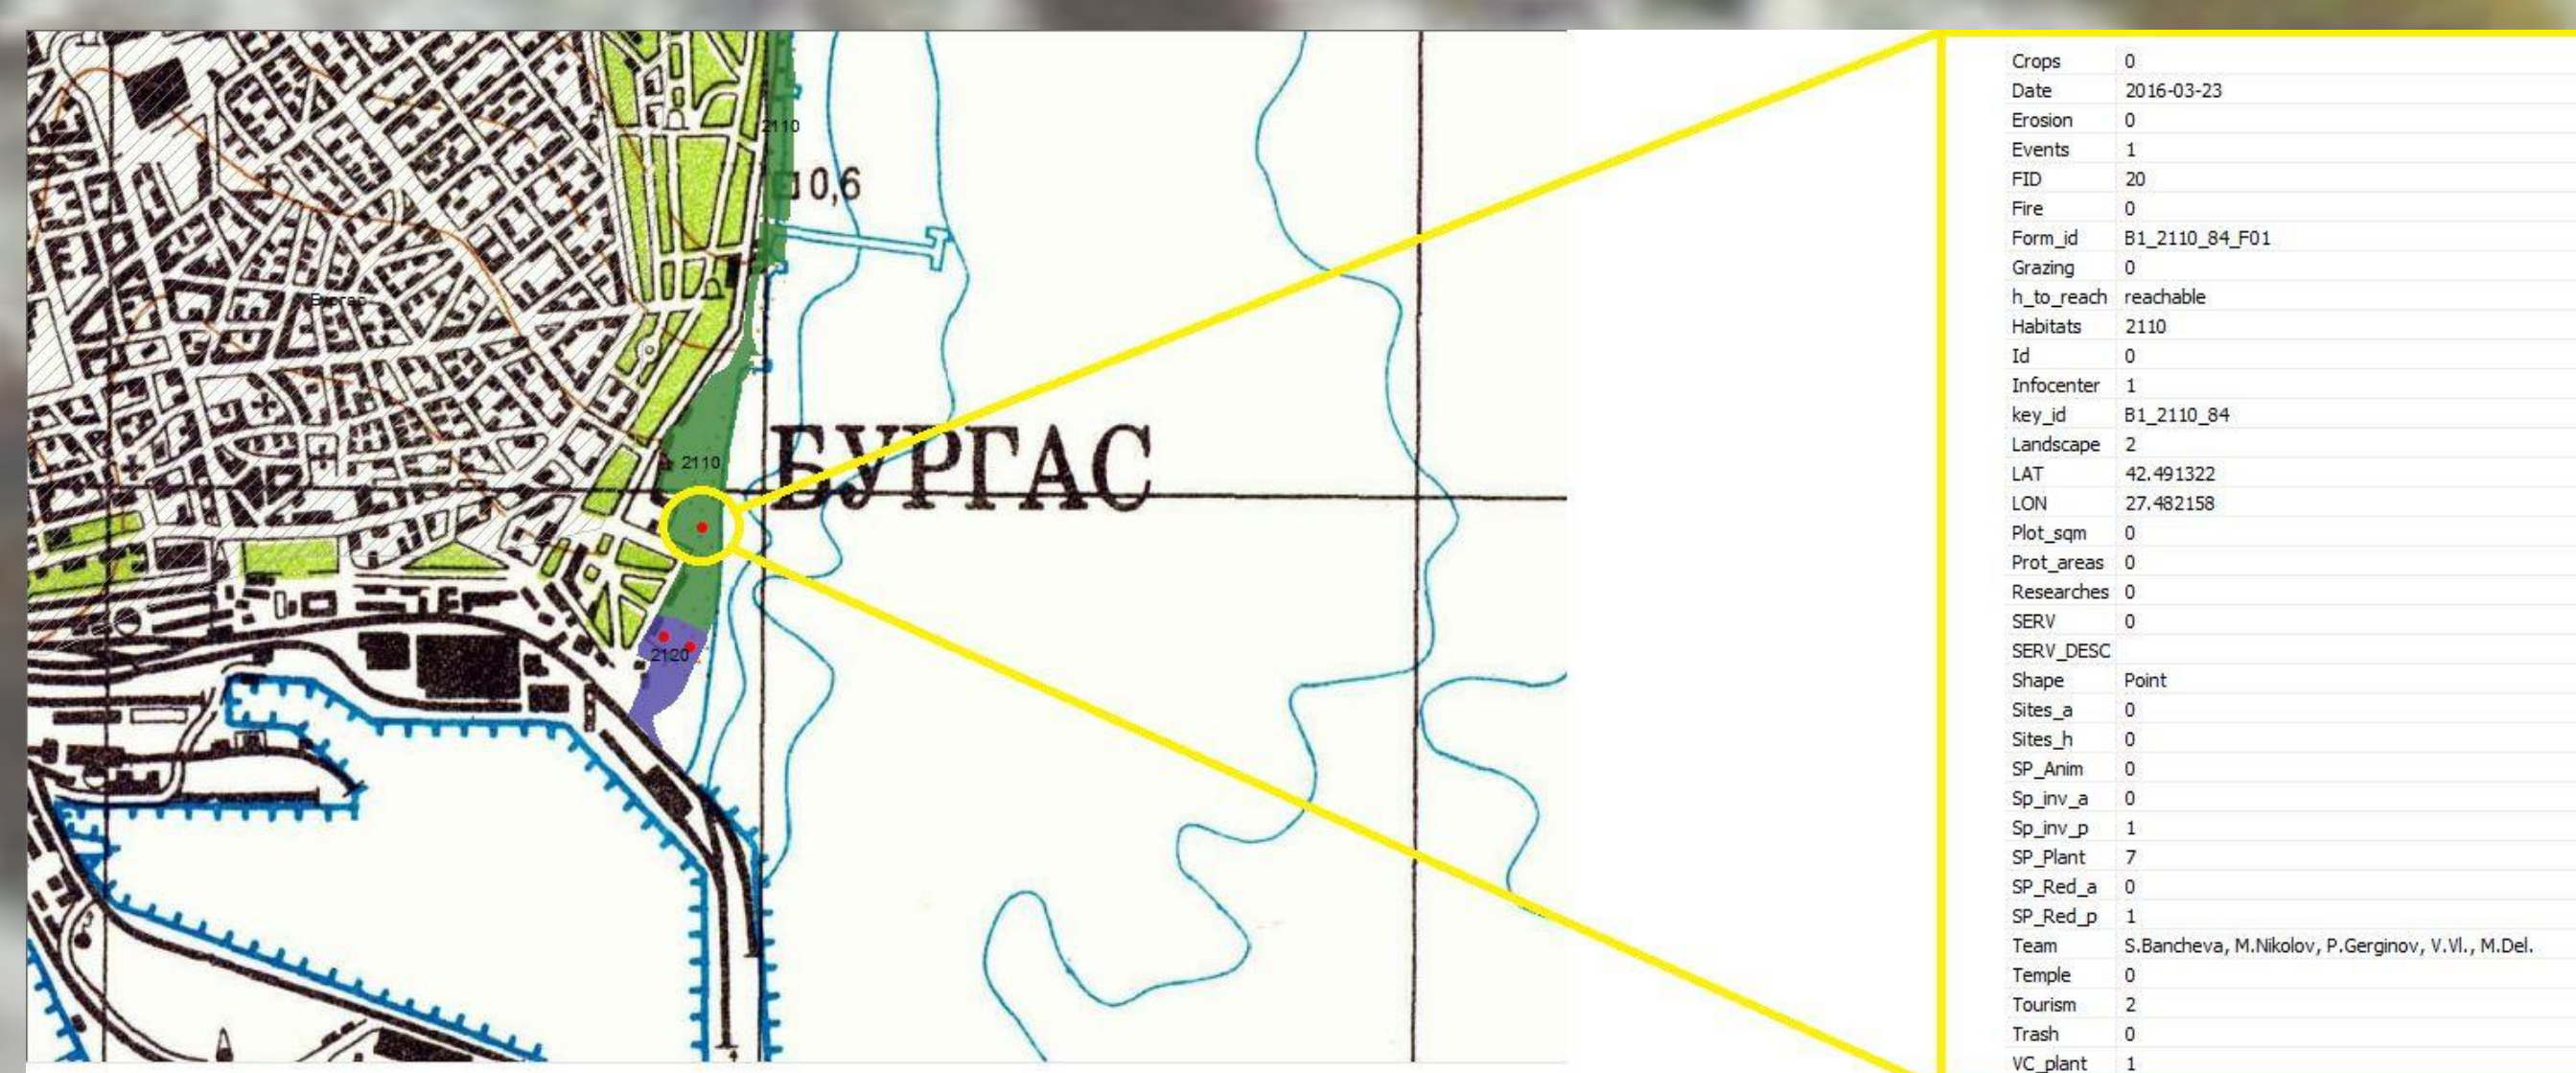 2110
0,6
Бургас
БУРГАС
2110
2120
Crops 0
Date 2016-03-23
Erosion 0
Events 1
FID 20
Fire 0
Form_id B1_2110_84_F01
Grazing 0
h_to_reach reachable
Habitats 2110
Id 0
Infocenter 1
key_id B1_2110_84
Landscape 2
LAT 42.491322
LON 27.482158
Plot_sqm 0
Prot_areas 0
Researches 0
SERV 0
SERV_DESC
Shape Point
Sites_a 0
Sites_h 0
SP_Anim 0
Sp_inv_a 0
Sp_inv_p 1
SP_Plant 7
SP_Red_a 0
SP_Red_p 1
Team S.Bancheva, M.Nikolov, P.Gerginov, V.Vl., M.Del.
Temple 0
Tourism 2
Trash 0
VC_plant 1